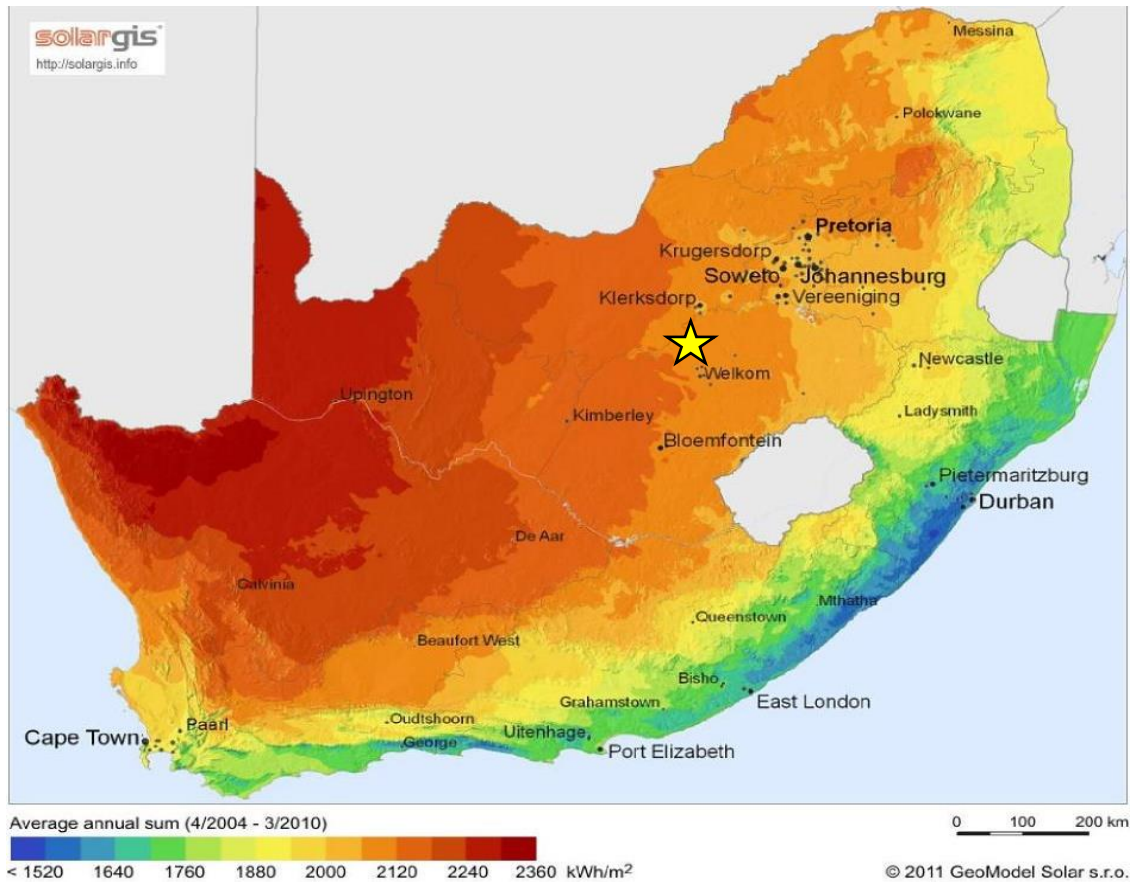 solargis
http://solargis.info
Messina
Polokwane
Pretoria
Krugersdorp
Soweto Johannesburg
Klerksdorp Vereeniging
Newcastle
Welkom
Upington
Ladysmith
Kimberley
Bloemfontein
Pietermaritzburg
Durban
De Aar
Calvinia
Mthatha
Queenstown
Beaufort West
Bisho
Grahamstown East London
Oudtshoorn
Paarl
Uitenhage
Cape Town
George
Port Elizabeth
Average annual sum (4/2004 - 3/2010)
0 100 200 km
< 1520 1640 1760 1880 2000 2120 2240 2360 kWh/m²
© 2011 GeoModel Solar s.r.o.